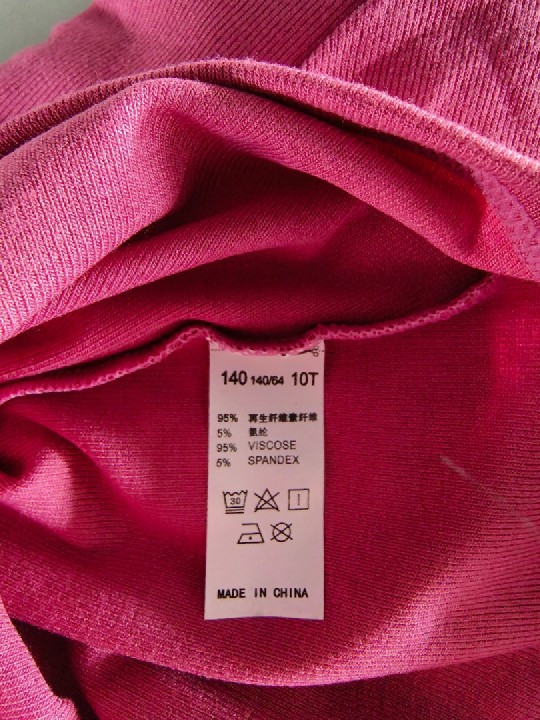 140 140/64 10T
95% 再生纤维素纤维
5% 氨纶
95% VISCOSE
5% SPANDEX
30
MADE IN CHINA